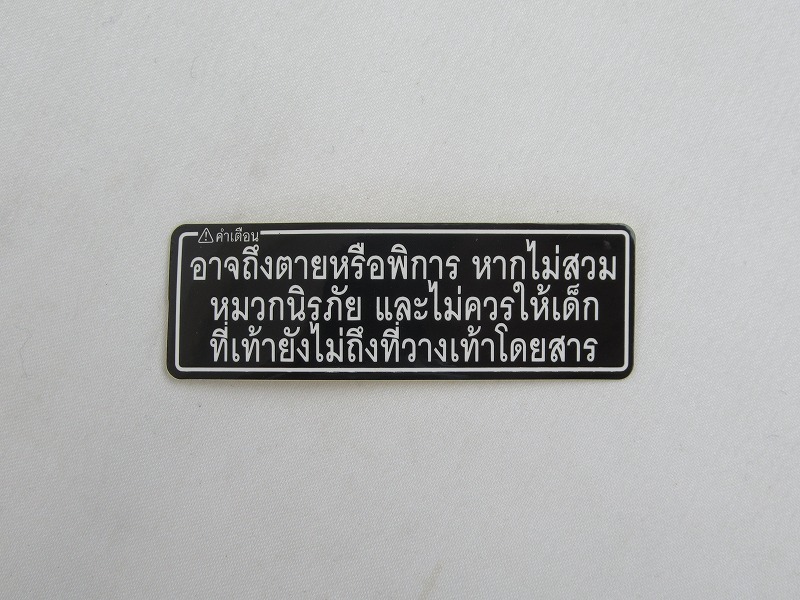 ⚠คำเตือน
อาจถึงตายหรือพิการ หากไม่สวม
หมวกนิรภัย และไม่ควรให้เด็ก
ที่เท้ายังไม่ถึงที่วางเท้าโดยสาร